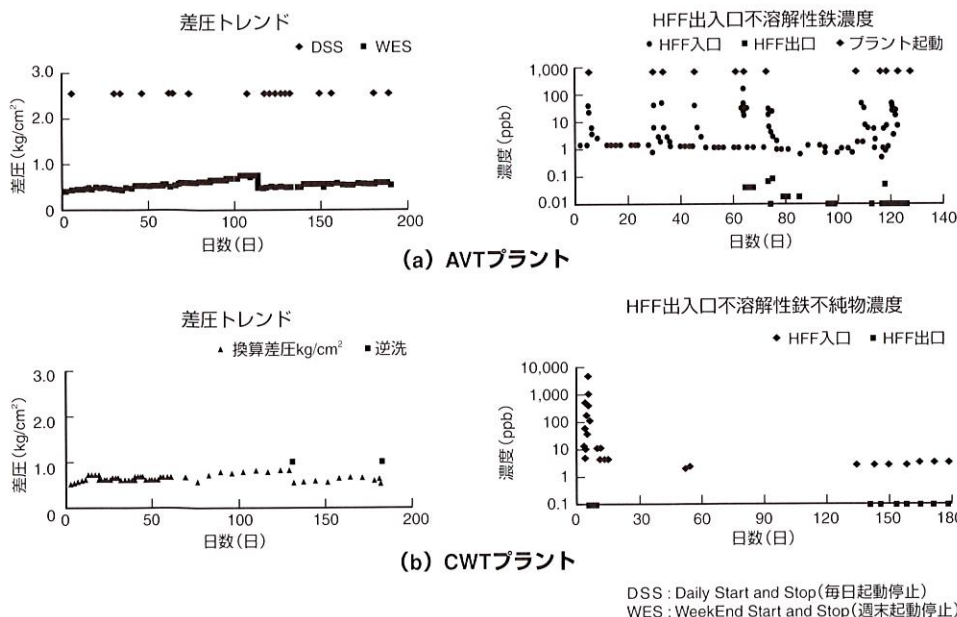 差圧トレンド
◆ DSS ■ WES
3.0
2.0
1.0
0
差圧(kg/cm²)
0 50 100 150 200
日数(日)
HFF出入口不溶解性鉄濃度
● HFF入口 ■ HFF出口 ◆ プラント起動
1,000
100
10
1
0.1
0.01
濃度(ppb)
0 20 40 60 80 100 120 140
日数(日)
(a) AVTプラント
差圧トレンド
▲ 換算差圧kg/cm² ■ 逆洗
3.0
2.0
1.0
0
差圧(kg/cm²)
0 50 100 150 200
日数(日)
HFF出入口不溶解性鉄不純物濃度
◆ HFF入口 ■ HFF出口
10,000
1,000
100
10
1
0.1
濃度(ppb)
0 30 60 90 120 150 180
日数(日)
(b) CWTプラント
DSS : Daily Start and Stop(毎日起動停止)
WES : WeekEnd Start and Stop(週末起動停止)